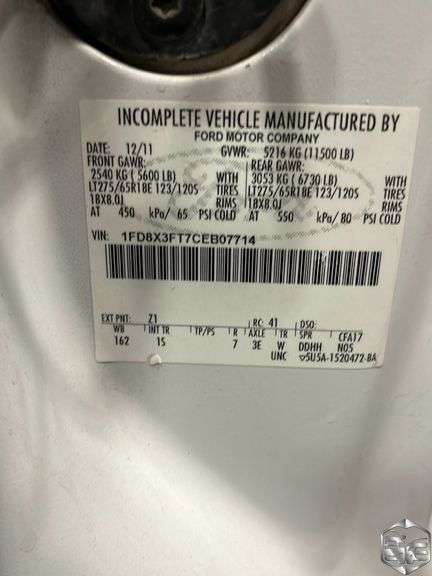 INCOMPLETE VEHICLE MANUFACTURED BY
FORD MOTOR COMPANY
DATE: 12/11 GVWR: 5216 KG (11500 LB)
FRONT GAWR: REAR GAWR:
2540 KG ( 5600 LB) WITH 3053 KG ( 6730 LB) WITH
LT275/65R18E 123/120S TIRES LT275/65R18E 123/120S TIRES
18X8.0J RIMS 18X8.0J RIMS
AT 450 kPa/ 65 PSI COLD AT 550 kPa/ 80 PSI COLD
VIN: 1FD8X3FT7CEB07714
EXT PNT: Z1 RC: 41 DSO:
WB INT TR TP/PS R AXLE TR SPR CFA17
162 15 7 3E W DDHH N05
UNC ▽5U5A-1520472-BA